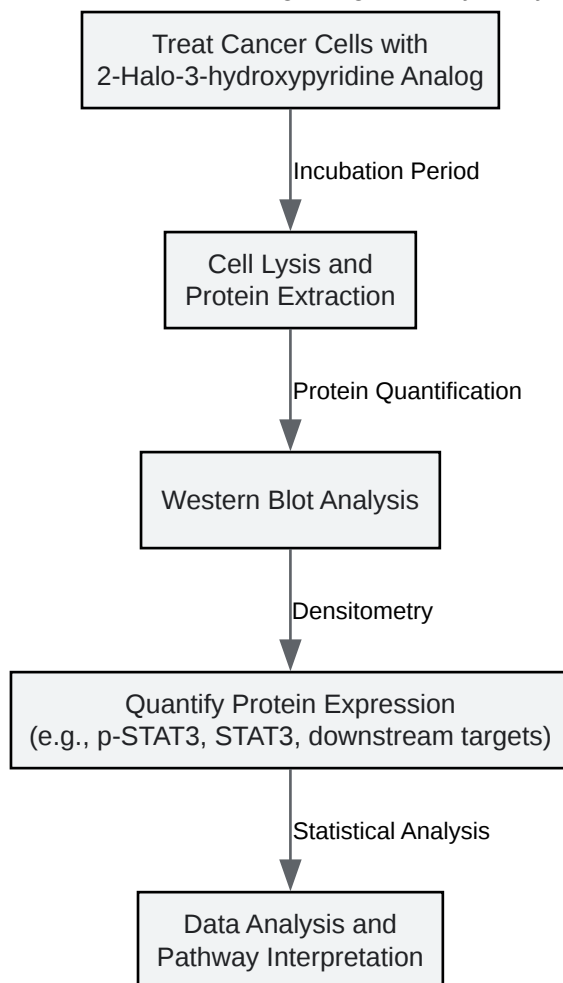 Treat Cancer Cells with
2-Halo-3-hydroxypyridine Analog
Incubation Period
Cell Lysis and
Protein Extraction
Protein Quantification
Western Blot Analysis
Densitometry
Quantify Protein Expression
(e.g., p-STAT3, STAT3, downstream targets)
Statistical Analysis
Data Analysis and
Pathway Interpretation